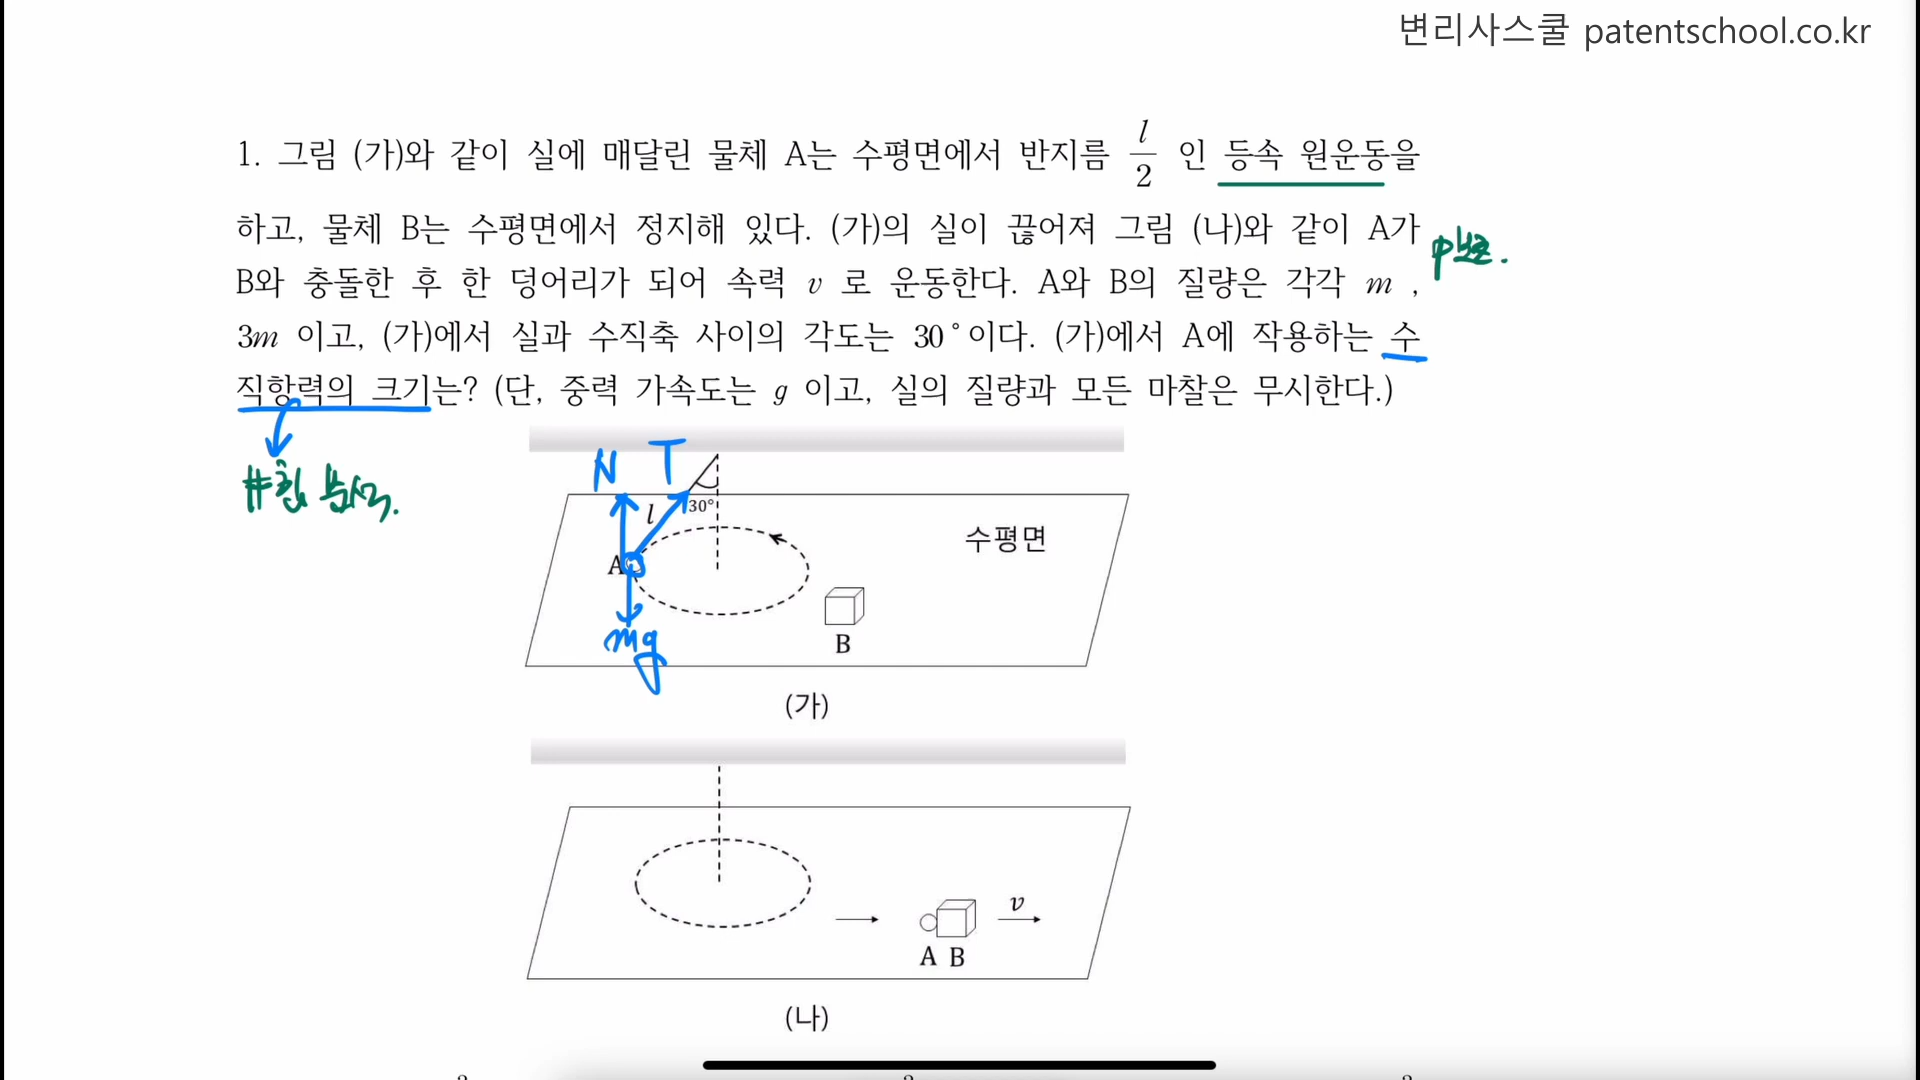 변리사스쿨 patentschool.co.kr
1. 그림 (가)와 같이 실에 매달린 물체 A는 수평면에서 반지름 l/2 인 등속 원운동을
하고, 물체 B는 수평면에서 정지해 있다. (가)의 실이 끊어져 그림 (나)와 같이 A가
B와 충돌한 후 한 덩어리가 되어 속력 v 로 운동한다. A와 B의 질량은 각각 m ,
3m 이고, (가)에서 실과 수직축 사이의 각도는 30°이다. (가)에서 A에 작용하는 수
직항력의 크기는? (단, 중력 가속도는 g 이고, 실의 질량과 모든 마찰은 무시한다.)
#힘 분석.
N T
30°
l
수평면
A
mg
B
(가)
v
A B
(나)